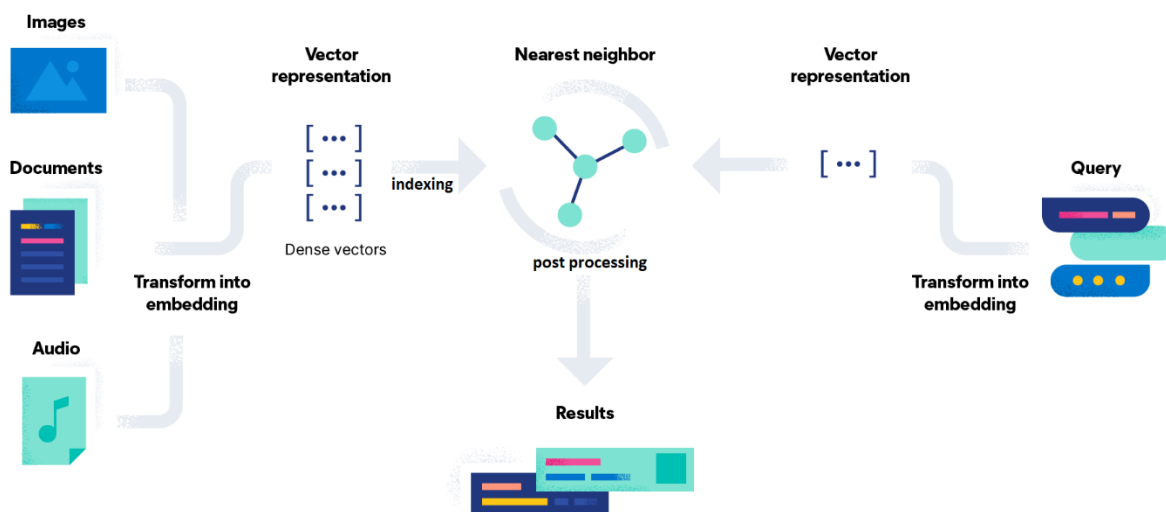 Images
Documents
Audio
Transform into
embedding
Vector
representation
[ ••• ]
[ ••• ]
[ ••• ]
Dense vectors
indexing
Nearest neighbor
post processing
Results
Vector
representation
[ ••• ]
Transform into
embedding
Query